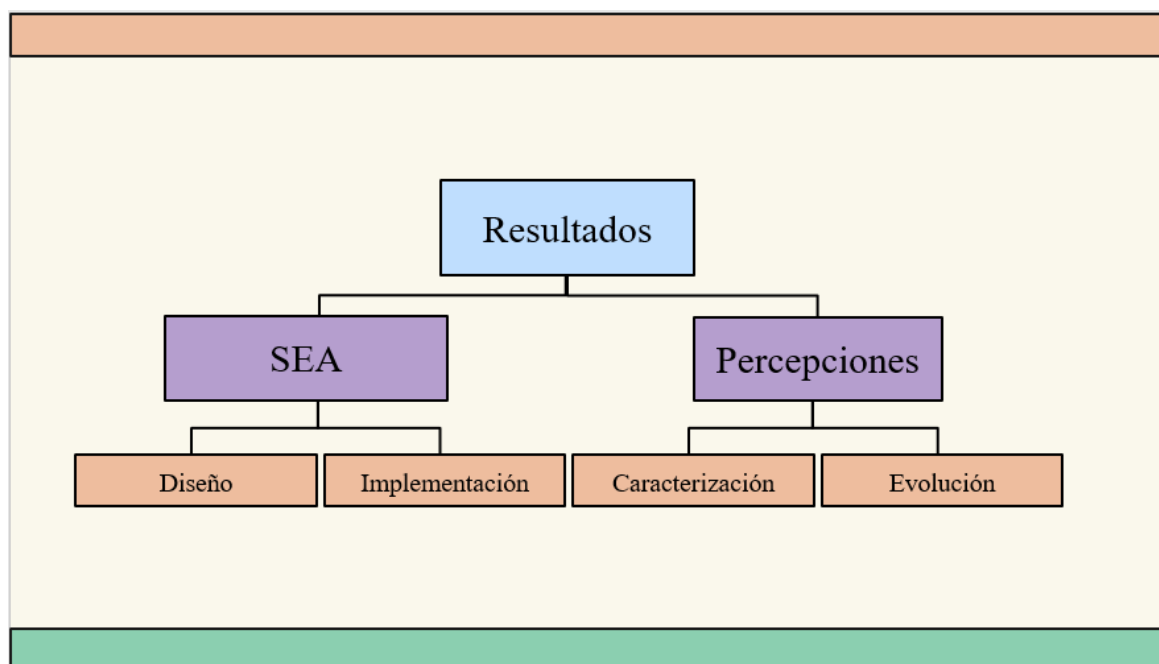 Resultados
SEA
Percepciones
Diseño
Implementación
Caracterización
Evolución